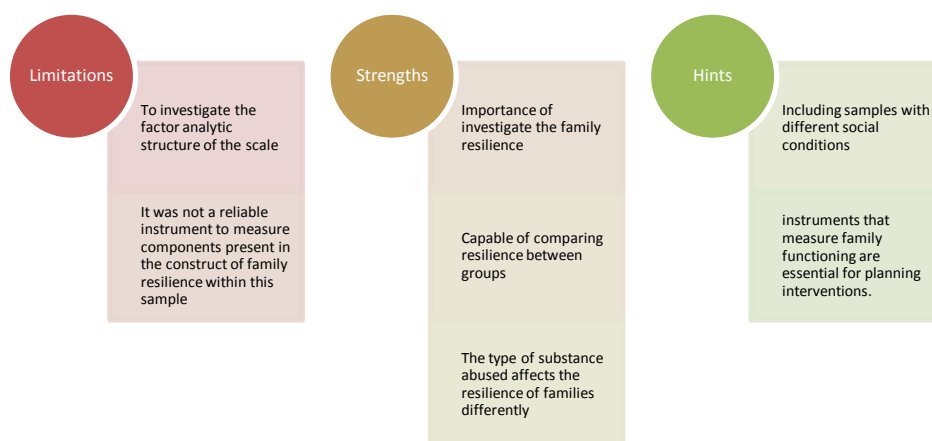 Limitations
To investigate the
factor analytic
structure of the scale
It was not a reliable
instrument to measure
components present in
the construct of family
resilience within this
sample
Strengths
Importance of
investigate the family
resilience
Capable of comparing
resilience between
groups
The type of substance
abused affects the
resilience of families
differently
Hints
Including samples with
different social
conditions
instruments that
measure family
functioning are
essential for planning
interventions.